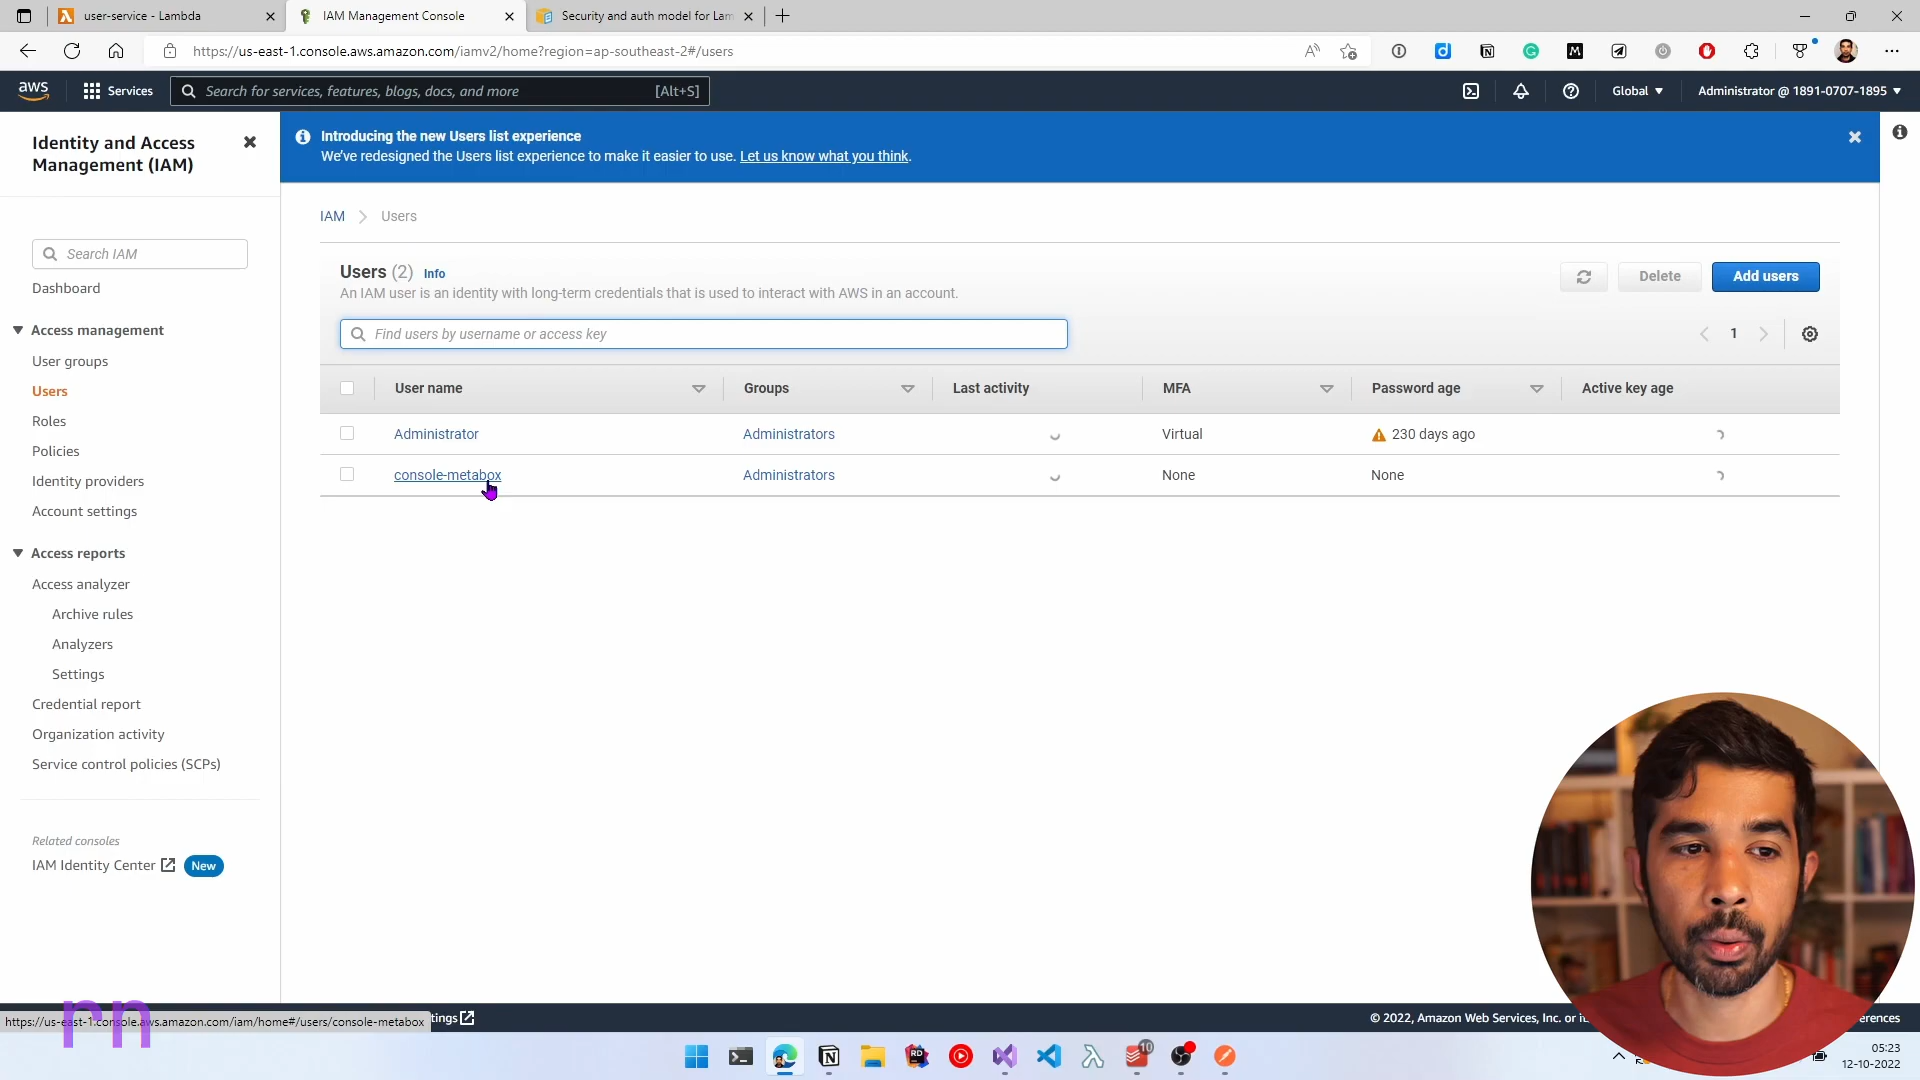 user-service - Lambda
IAM Management Console
Security and auth model for Lam
https://us-east-1.console.aws.amazon.com/iamv2/home?region=ap-southeast-2#/users
aws
Services
Search for services, features, blogs, docs, and more
[Alt+S]
Global
Administrator @ 1891-0707-1895
Identity and Access
Management (IAM)
Search IAM
Dashboard
Access management
User groups
Users
Roles
Policies
Identity providers
Account settings
Access reports
Access analyzer
Archive rules
Analyzers
Settings
Credential report
Organization activity
Service control policies (SCPs)
Related consoles
IAM Identity Center New
Introducing the new Users list experience
We've redesigned the Users list experience to make it easier to use. Let us know what you think.
IAM > Users
Users (2) Info
An IAM user is an identity with long-term credentials that is used to interact with AWS in an account.
Delete
Add users
Find users by username or access key
1
User name Groups Last activity MFA Password age Active key age
Administrator Administrators Virtual 230 days ago
console-metabox Administrators None None
rn
https://us-east-1.console.aws.amazon.com/iam/home#/users/console-metabox
tings
© 2022, Amazon Web Services, Inc. or it
erences
RD
10
05:23
12-10-2022